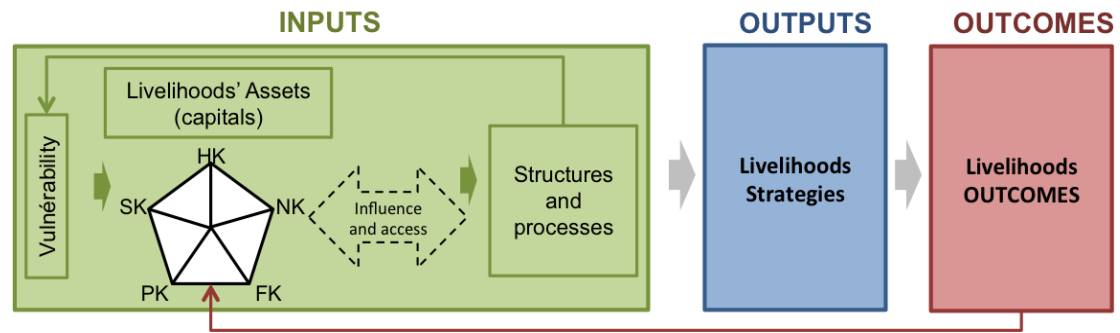 INPUTS
OUTPUTS
OUTCOMES
Livelihoods' Assets
(capitals)
Vulnérability
HK
SK
NK
PK
FK
Influence
and access
Structures
and
processes
Livelihoods
Strategies
Livelihoods
OUTCOMES